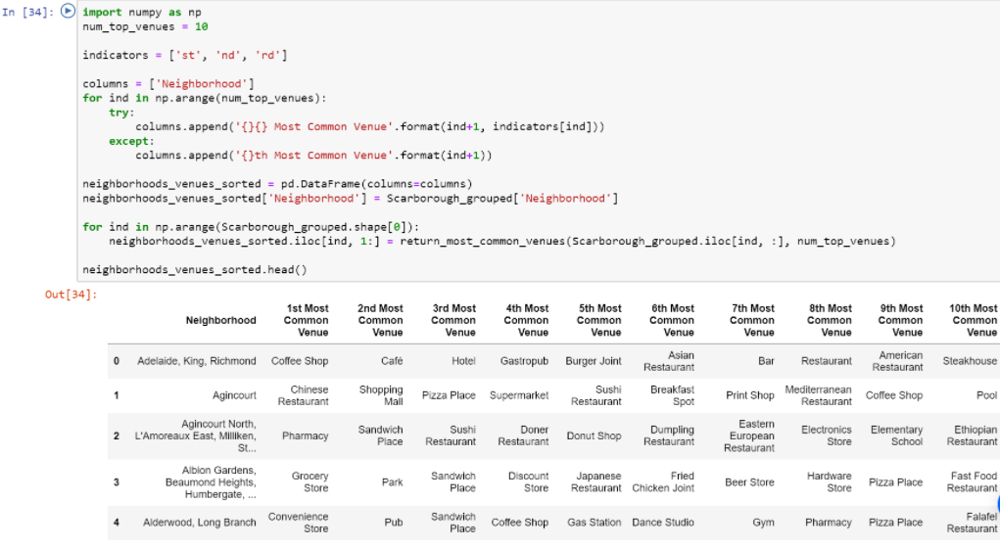 In [34]:
import numpy as np
num_top_venues = 10
indicators = ['st', 'nd', 'rd']
columns = ['Neighborhood']
for ind in np.arange(num_top_venues):
    try:
        columns.append('{}{} Most Common Venue'.format(ind+1, indicators[ind]))
    except:
        columns.append('{}th Most Common Venue'.format(ind+1))
neighborhoods_venues_sorted = pd.DataFrame(columns=columns)
neighborhoods_venues_sorted['Neighborhood'] = Scarborough_grouped['Neighborhood']
for ind in np.arange(Scarborough_grouped.shape[0]):
    neighborhoods_venues_sorted.iloc[ind, 1:] = return_most_common_venues(Scarborough_grouped.iloc[ind, :], num_top_venues)
neighborhoods_venues_sorted.head()
Out[34]:
1st Most 2nd Most 3rd Most 4th Most 5th Most 6th Most 7th Most 8th Most 9th Most 10th Most
Neighborhood Common Common Common Common Common Common Common Common Common Common
Venue Venue Venue Venue Venue Venue Venue Venue Venue Venue
Asian American
0 Adelaide, King, Richmond Coffee Shop Café Hotel Gastropub Burger Joint Bar Restaurant Steakhouse
Restaurant Restaurant
Chinese Shopping Sushi Breakfast Mediterranean
1 Agincourt Pizza Place Supermarket Print Shop Coffee Shop Pool
Restaurant Mall Restaurant Spot Restaurant
Agincourt North, Sandwich Sushi Doner Dumpling Eastern Electronics Elementary Ethiopian
2 L'Amoreaux East, Milliken, Pharmacy Donut Shop European
St... Place Restaurant Restaurant Restaurant Restaurant Store School Restaurant
Albion Gardens, Grocery Sandwich Discount Japanese Fried Hardware Fast Food
3 Beaumond Heights, Park Beer Store Pizza Place
Humbergate, ... Store Place Store Restaurant Chicken Joint Store Restaurant
Convenience Sandwich Falafel
4 Alderwood, Long Branch Pub Coffee Shop Gas Station Dance Studio Gym Pharmacy Pizza Place
Store Place Restaurant